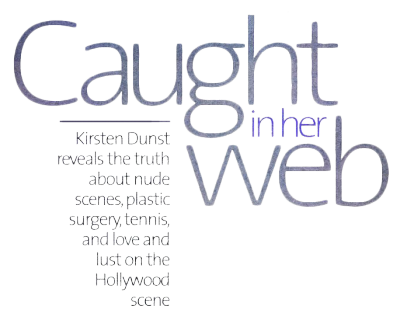 Caught
in her
web
Kirsten Dunst
reveals the truth
about nude
scenes, plastic
surgery, tennis,
and love and
lust on the
Hollywood
scene